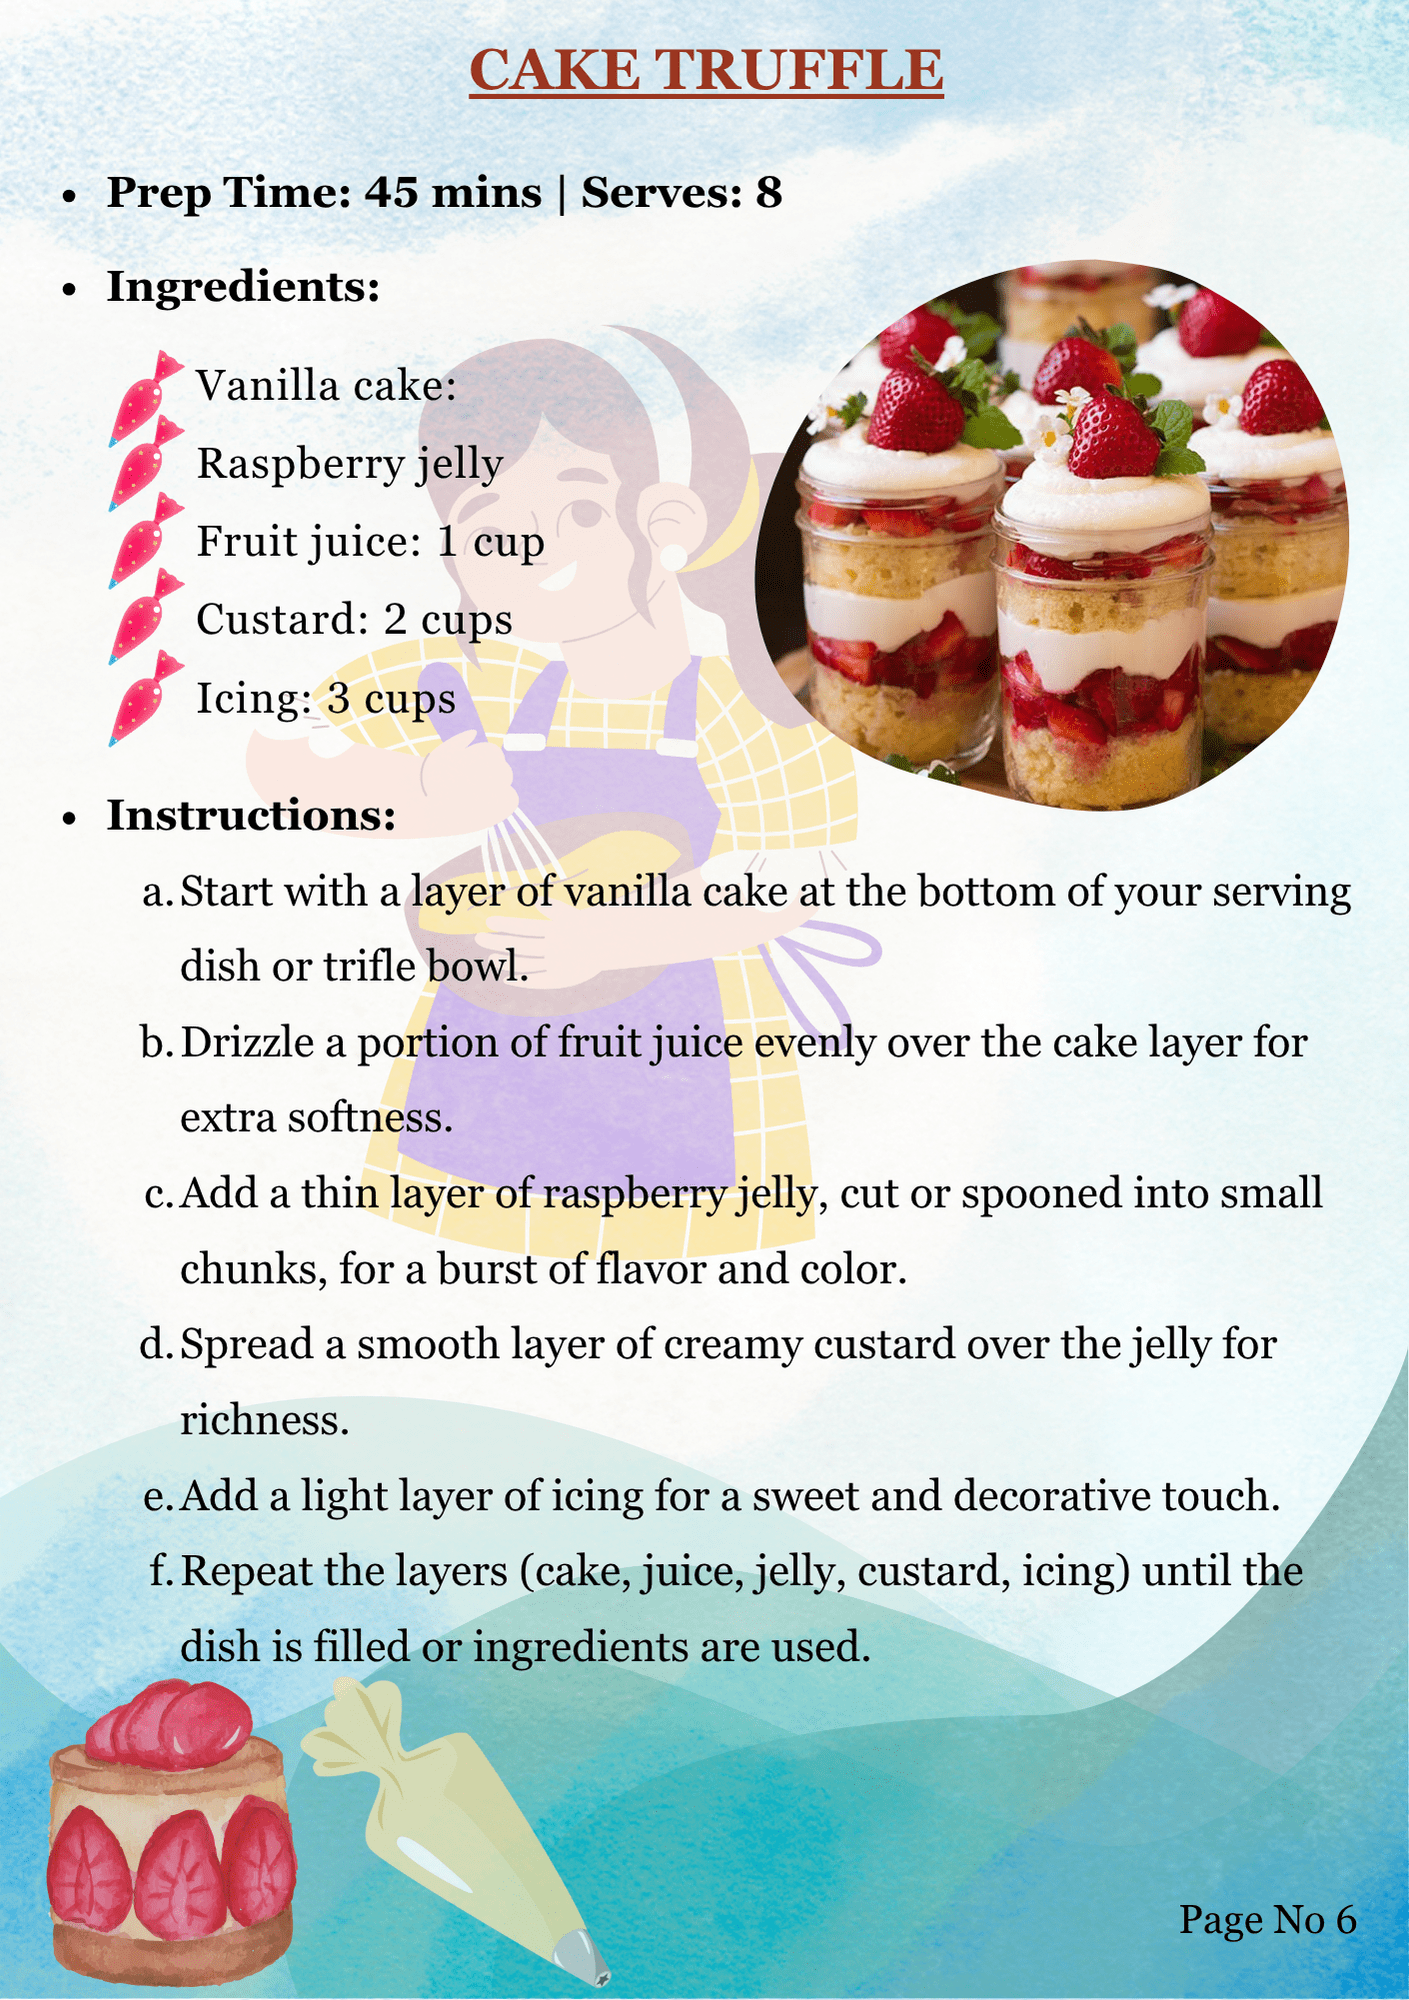 CAKE TRUFFLE
• Prep Time: 45 mins | Serves: 8
• Ingredients:
Vanilla cake:
Raspberry jelly
Fruit juice: 1 cup
Custard: 2 cups
Icing: 3 cups
• Instructions:
a. Start with a layer of vanilla cake at the bottom of your serving
dish or trifle bowl.
b. Drizzle a portion of fruit juice evenly over the cake layer for
extra softness.
c. Add a thin layer of raspberry jelly, cut or spooned into small
chunks, for a burst of flavor and color.
d. Spread a smooth layer of creamy custard over the jelly for
richness.
e. Add a light layer of icing for a sweet and decorative touch.
f. Repeat the layers (cake, juice, jelly, custard, icing) until the
dish is filled or ingredients are used.
Page No 6